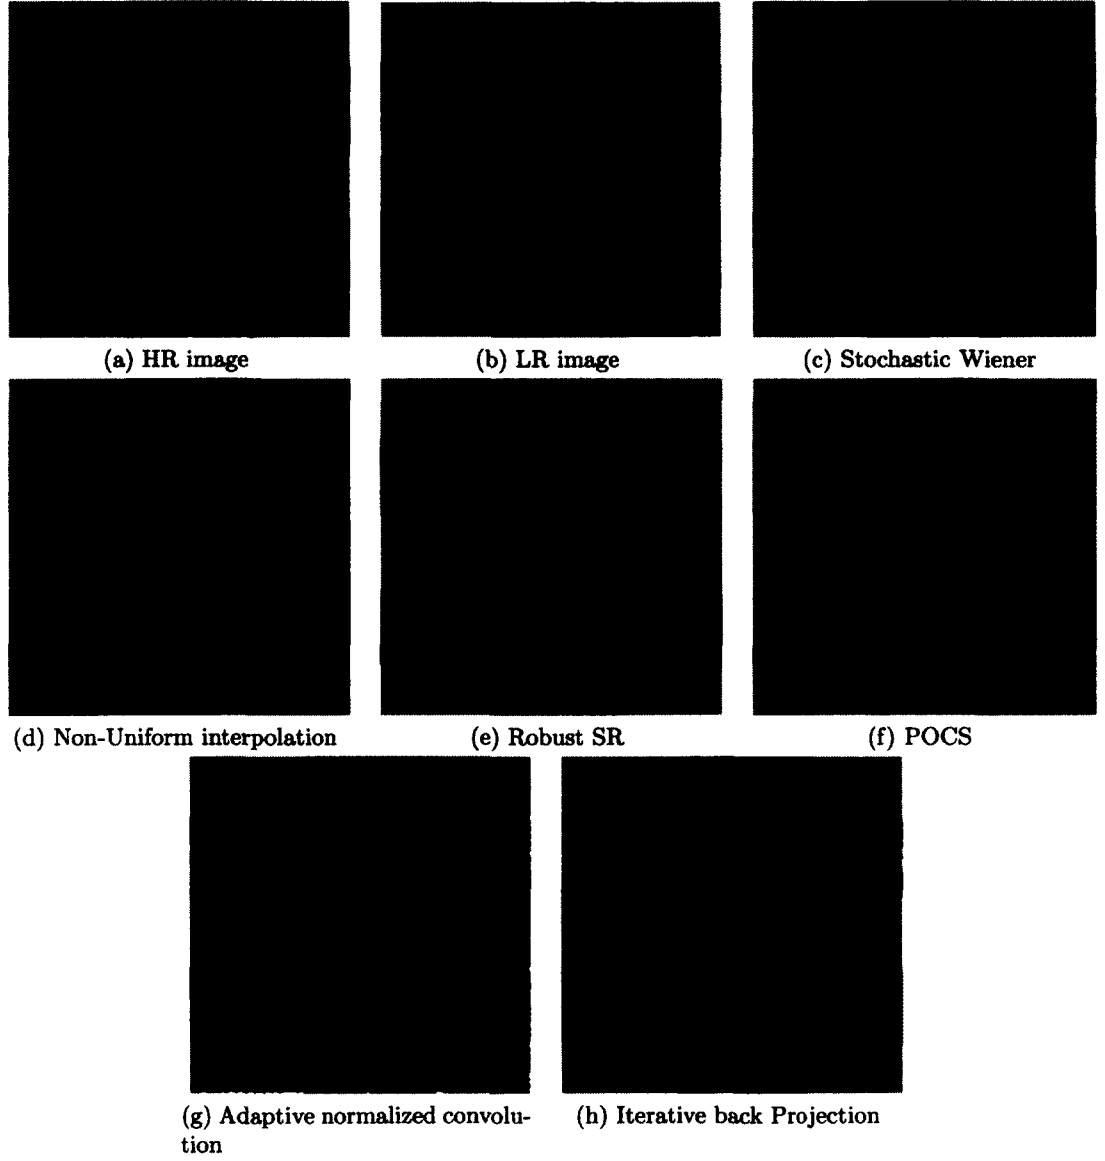 (a) HR image
(b) LR image
(c) Stochastic Wiener
(d) Non-Uniform interpolation
(e) Robust SR
(f) POCS
(g) Adaptive normalized convolu-
tion
(h) Iterative back Projection